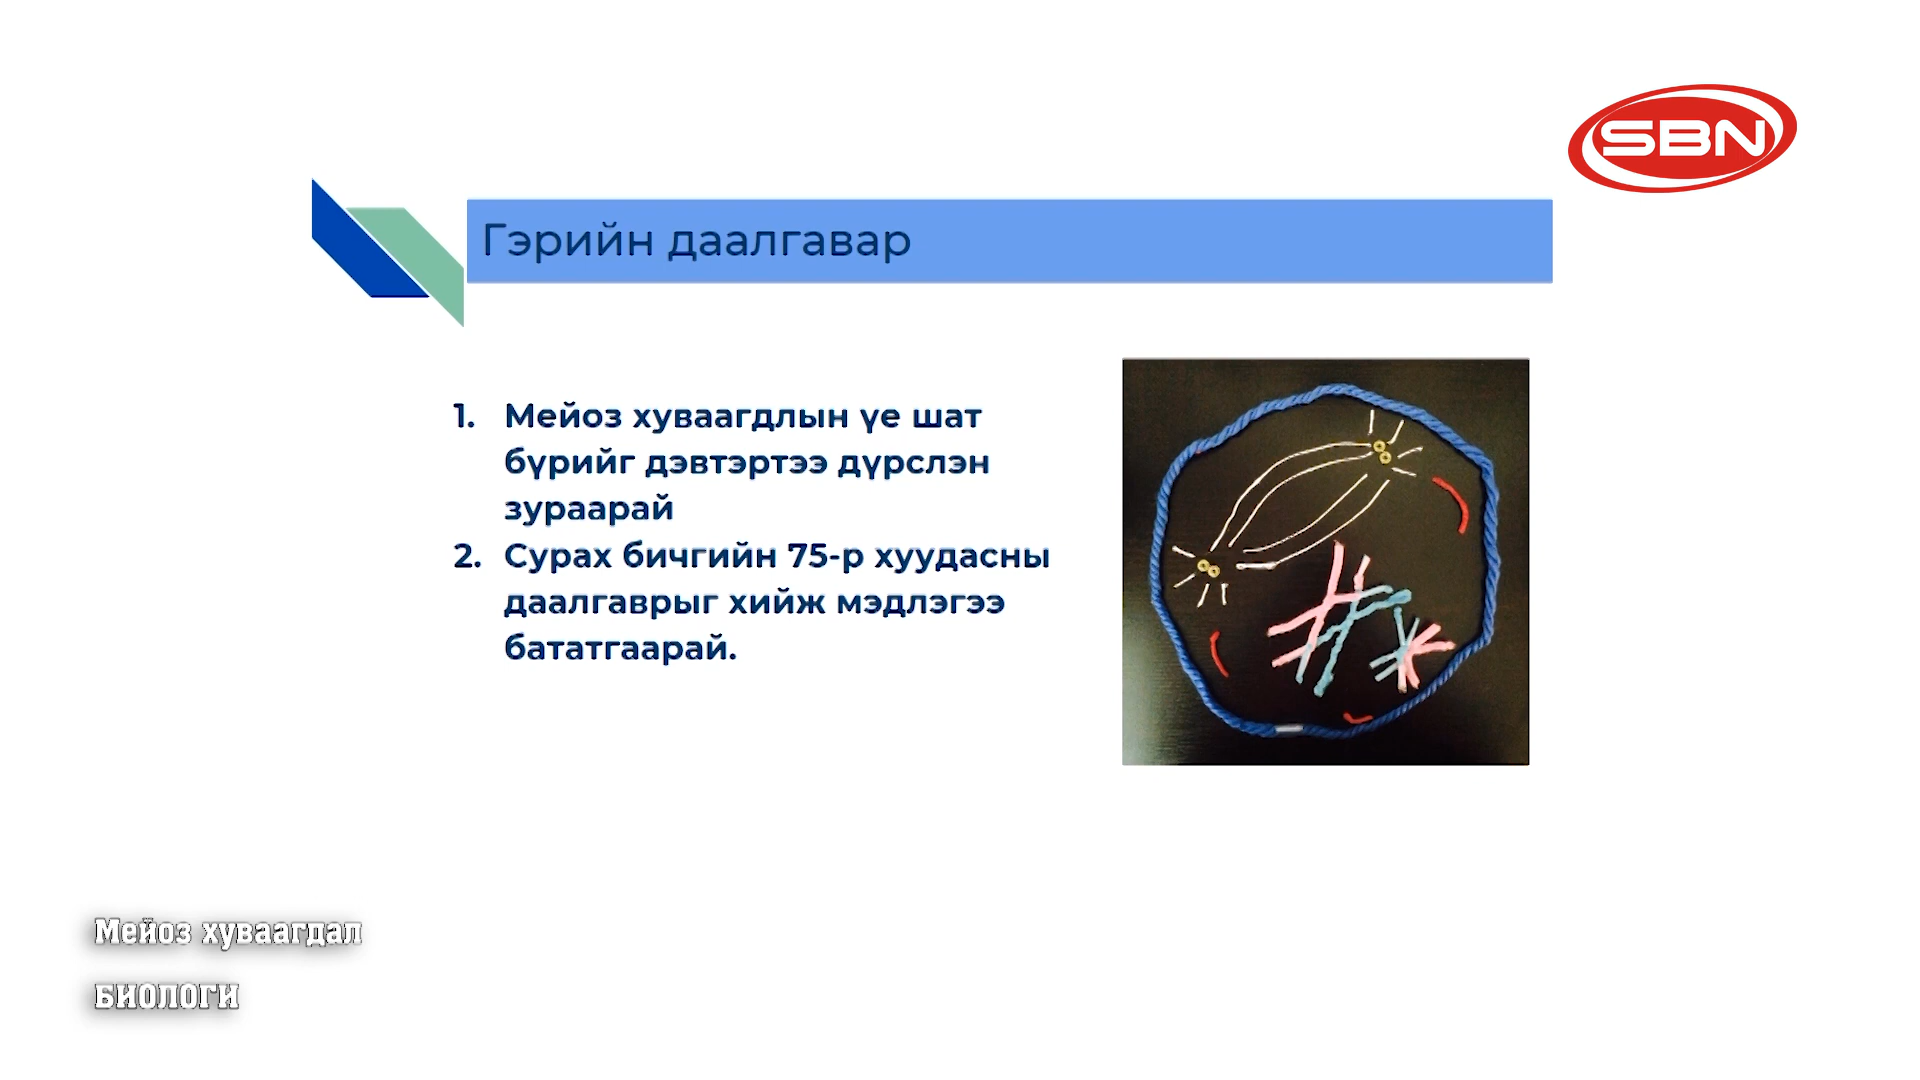 SBN
Гэрийн даалгавар
1. Мейоз хуваагдлын үе шат
бүрийг дэвтэртээ дүрслэн
зураарай
2. Сурах бичгийн 75-р хуудасны
даалгаврыг хийж мэдлэгээ
бататгаарай.
Мейоз хуваагдал
БИОЛОГИ